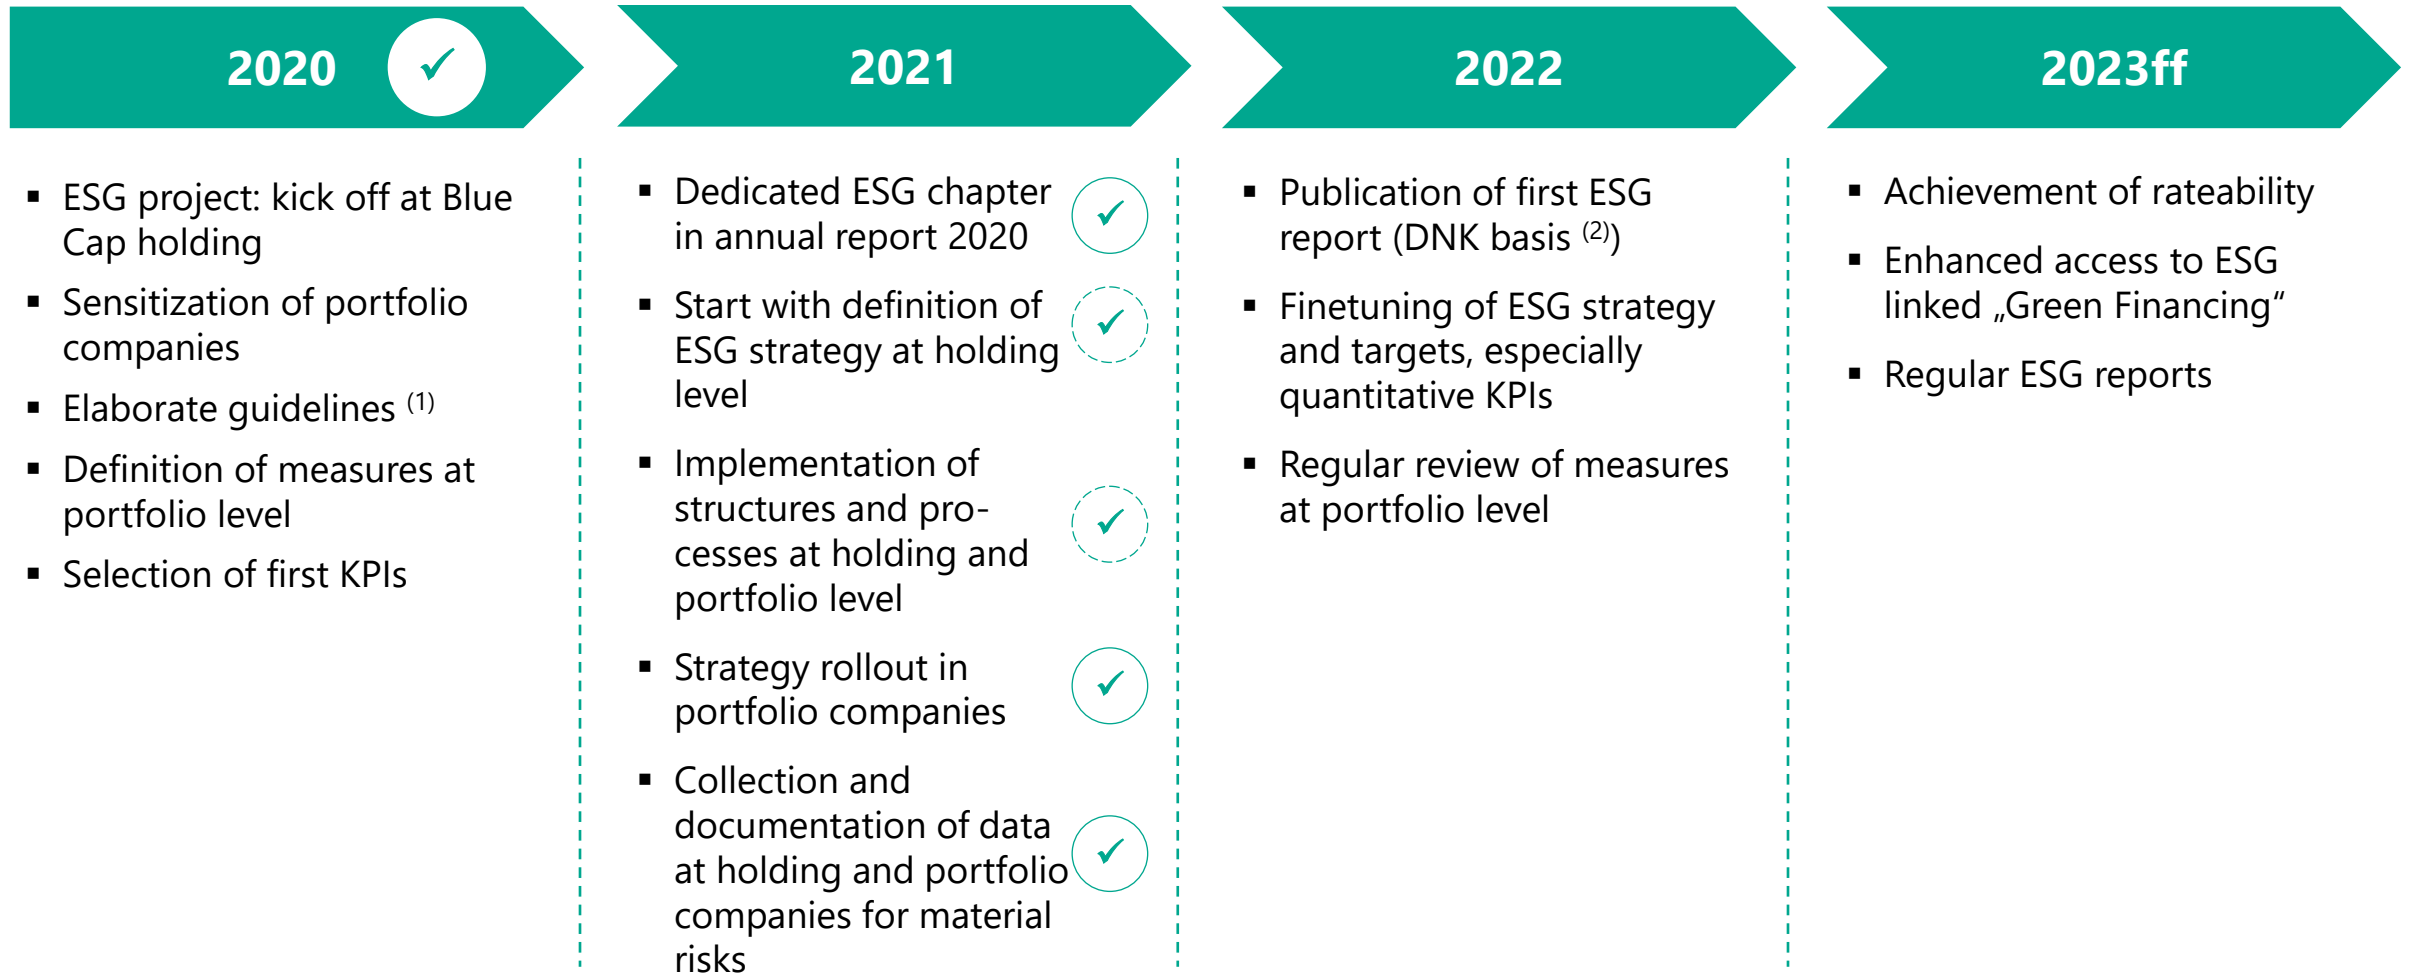 2020
ESG project: kick off at Blue
Cap holding
Sensitization of portfolio
companies
Elaborate guidelines (1)
Definition of measures at
portfolio level
Selection of first KPIs
2021
Dedicated ESG chapter
in annual report 2020
Start with definition of
ESG strategy at holding
level
Implementation of
structures and pro-
cesses at holding and
portfolio level
Strategy rollout in
portfolio companies
Collection and
documentation of data
at holding and portfolio
companies for material
risks
2022
Publication of first ESG
report (DNK basis (2))
Finetuning of ESG strategy
and targets, especially
quantitative KPIs
Regular review of measures
at portfolio level
2023ff
Achievement of rateability
Enhanced access to ESG
linked „Green Financing“
Regular ESG reports